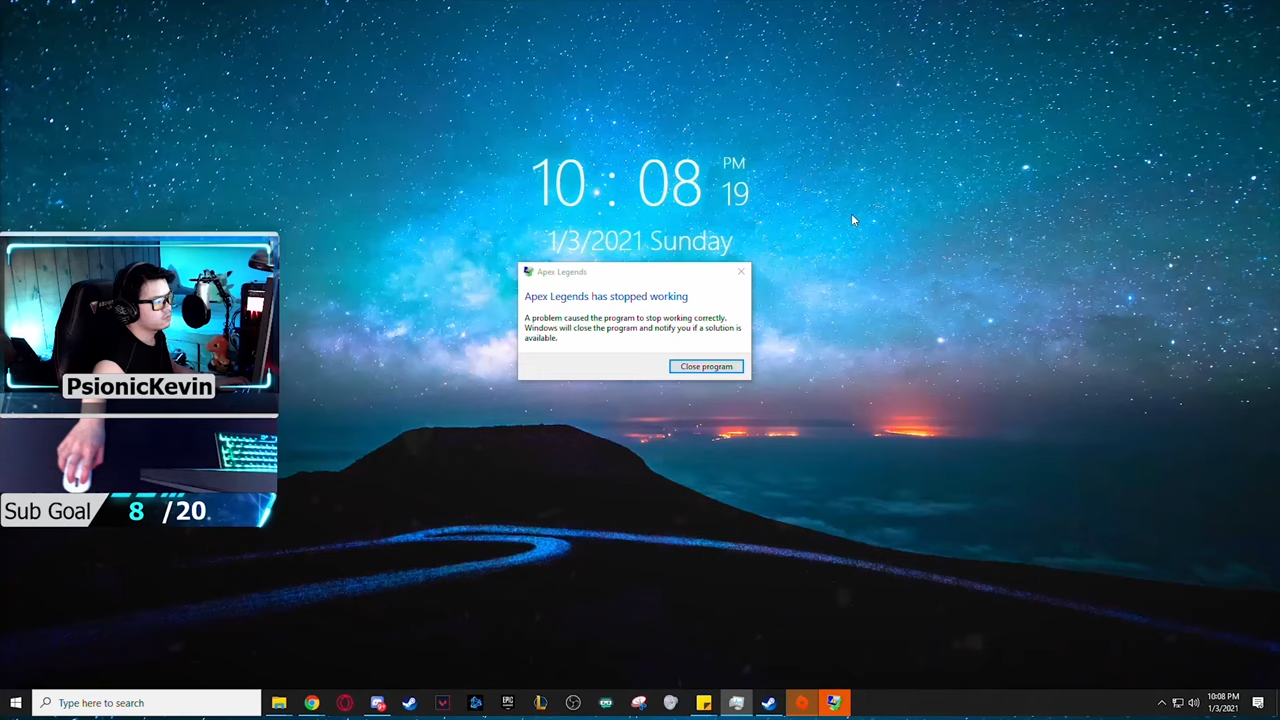 10 : 08 PM 19
1/3/2021 Sunday
Apex Legends
Apex Legends has stopped working
A problem caused the program to stop working correctly.
Windows will close the program and notify you if a solution is
available.
Close program
PsionicKevin
Sub Goal 8 /20
Type here to search
EPIC
10:08 PM
1/3/2021